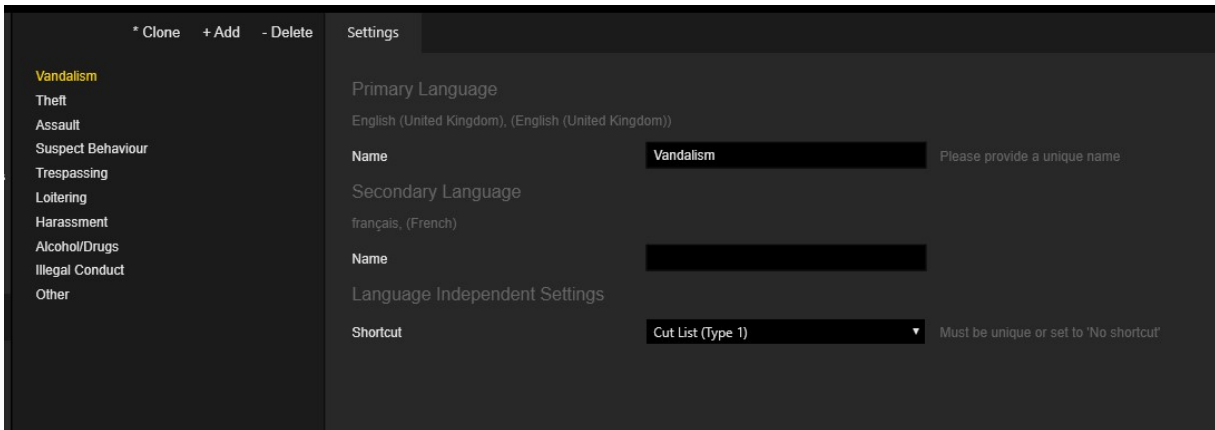 * Clone + Add - Delete
Settings
Vandalism
Theft
Assault
Suspect Behaviour
Trespassing
Loitering
Harassment
Alcohol/Drugs
Illegal Conduct
Other
Primary Language
English (United Kingdom), (English (United Kingdom))
Name Vandalism Please provide a unique name
Secondary Language
français, (French)
Name
Language Independent Settings
Shortcut Cut List (Type 1) Must be unique or set to 'No shortcut'